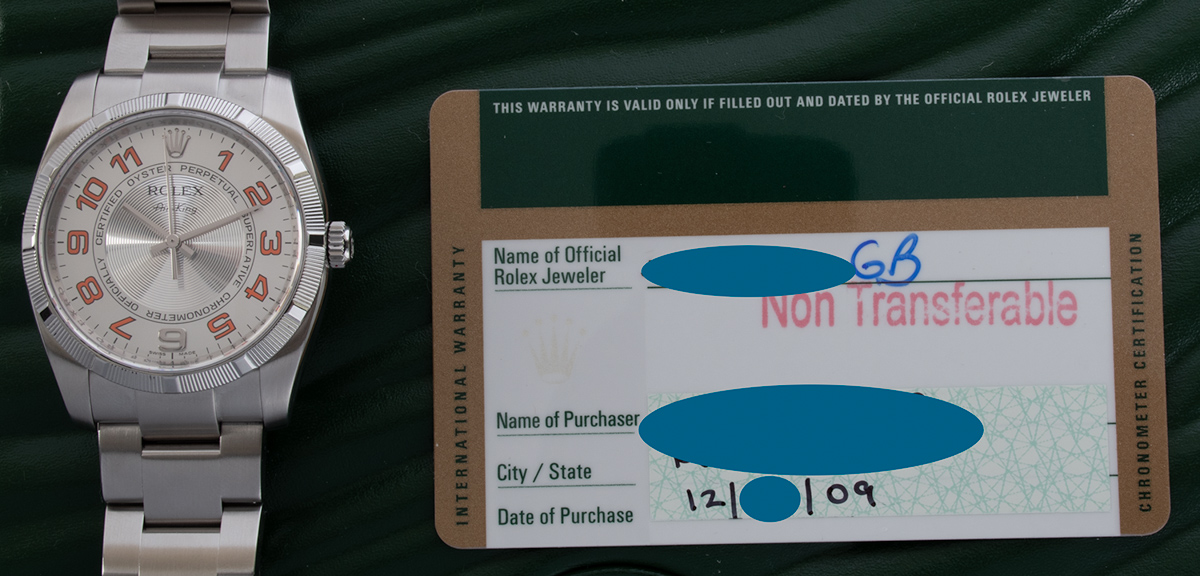 11
1
10
2
9
3
8
4
7
5
6
ROLEX
Air-King
OYSTER PERPETUAL
SUPERLATIVE CHRONOMETER OFFICIALLY CERTIFIED
SWISS MADE
THIS WARRANTY IS VALID ONLY IF FILLED OUT AND DATED BY THE OFFICIAL ROLEX JEWELER
INTERNATIONAL WARRANTY
Name of Official
Rolex Jeweler
GB
Non Transferable
Name of Purchaser
City / State
Date of Purchase
12/ /09
CHRONOMETER CERTIFICATION